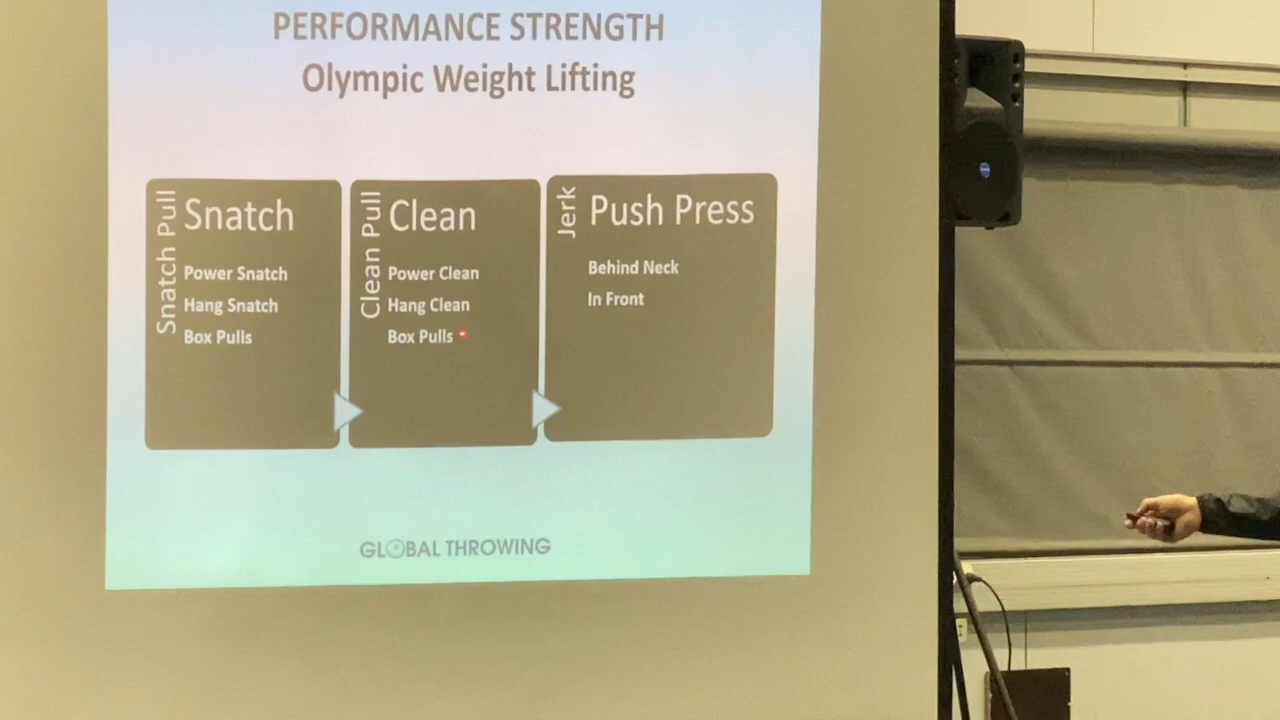 PERFORMANCE STRENGTH
Olympic Weight Lifting
Snatch Pull
Snatch
Power Snatch
Hang Snatch
Box Pulls
Clean Pull
Clean
Power Clean
Hang Clean
Box Pulls
Jerk
Push Press
Behind Neck
In Front
GLOBAL THROWING